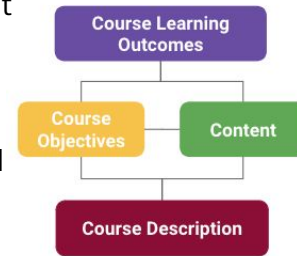 t
Course Learning
Outcomes
Course
Objectives
Content
Course Description